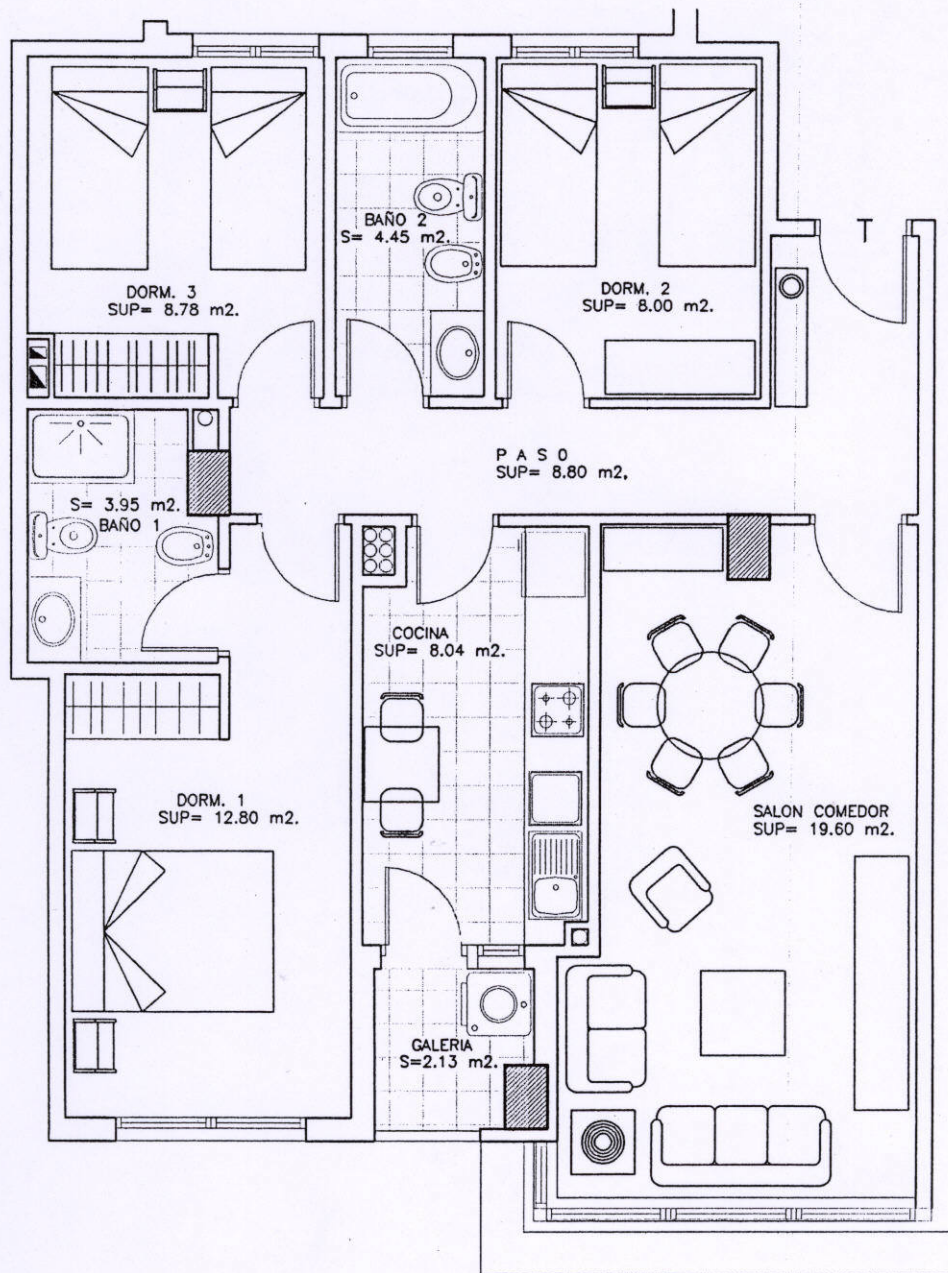 BAÑO 2
S= 4.45 m2.
DORM. 3
SUP= 8.78 m2.
DORM. 2
SUP= 8.00 m2.
P A S O
SUP= 8.80 m2.
S= 3.95 m2.
BAÑO 1
COCINA
SUP= 8.04 m2.
DORM. 1
SUP= 12.80 m2.
SALON COMEDOR
SUP= 19.60 m2.
GALERIA
S=2.13 m2.